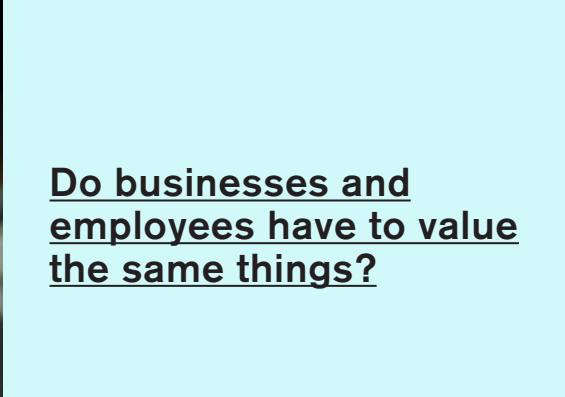 Do businesses and
employees have to value
the same things?